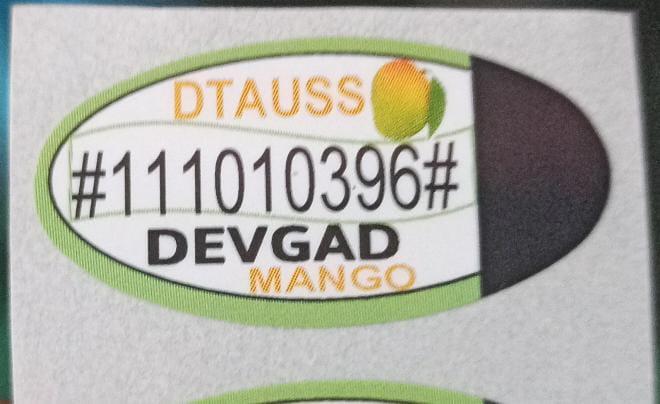 DTAUSS
#111010396#
DEVGAD
MANGO